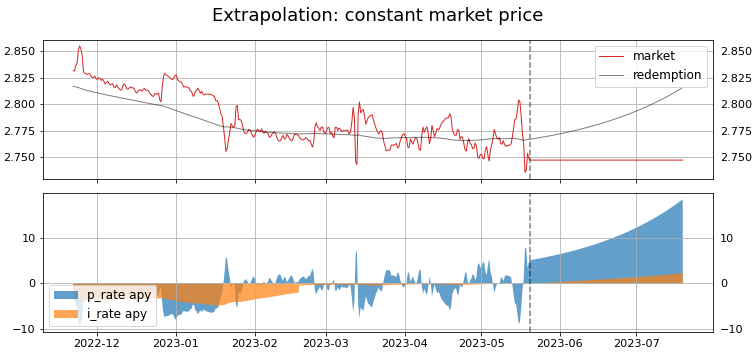 Extrapolation: constant market price
2.850 2.850
market
2.825 2.825
redemption
2.800 2.800
2.775 2.775
2.750 2.750
10 10
0 0
p_rate apy
i_rate apy
−10 −10
2022-12 2023-01 2023-02 2023-03 2023-04 2023-05 2023-06 2023-07